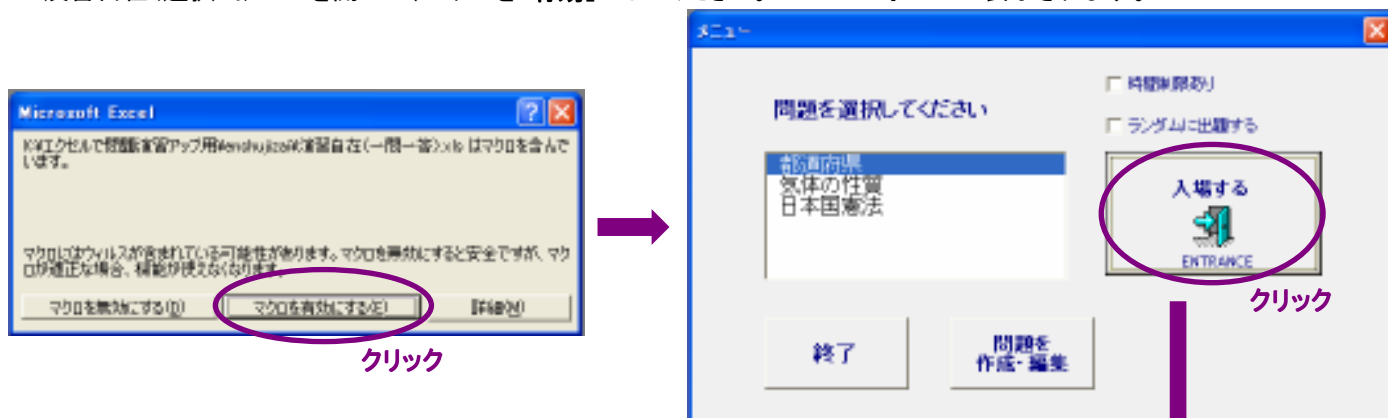 メニュー
Microsoft Excel
時間制限あり
問題を選択してください
ランダムに出題する
はマクロを含んで
います。
都道府県
気体の性質
日本国憲法
入場する
ENTRANCE
マクロにはウィルスが含まれている可能性があります。マクロを無効にすると安全ですが、マク
ロが適正な場合、機能が使えなくなります。
マクロを無効にする(D)
マクロを有効にする(E)
詳細(M)
クリック
クリック
終了
問題を
作成・編集